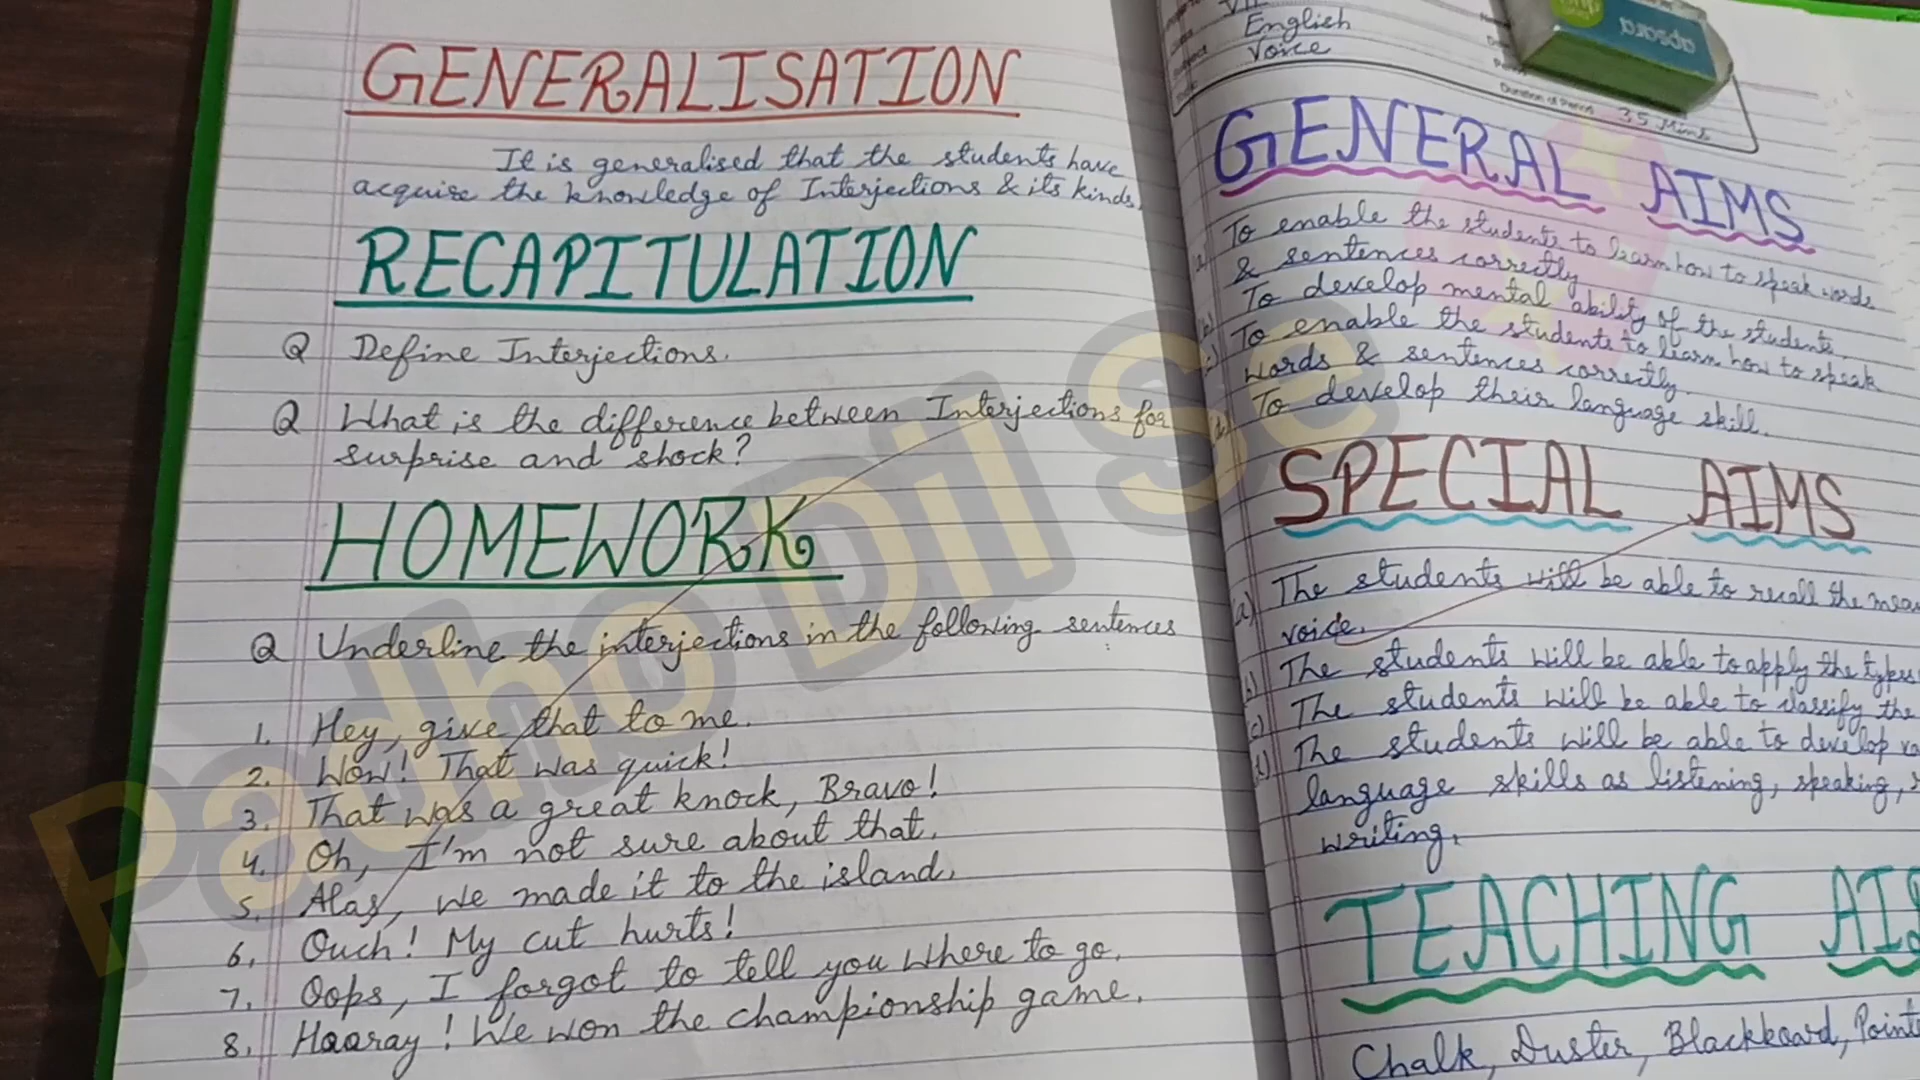 GENERALISATION
It is generalised that the students have
acquire the knowledge of Interjections & its kinds.
RECAPITULATION
Q Define Interjections.
Q What is the difference between Interjections for
surprise and shock?
HOMEWORK
Q Underline the interjections in the following sentences
1. Hey, give that to me.
2. Wow! That was quick!
3. That was a great knock, Bravo!
4. Oh, I'm not sure about that.
5. Alas, we made it to the island.
6. Ouch! My cut hurts!
7. Oops, I forgot to tell you where to go.
8. Hooray! We won the championship game.
Padho Dil Se
VII
English
Voice
Duration of Period 35 Mins
absara
GENERAL AIMS
To enable the students to learn how to speak words
& sentences correctly
To develop mental ability of the students.
To enable the students to learn how to speak
words & sentences correctly.
To develop their language skill.
SPECIAL AIMS
(a) The students will be able to recall the
voice.
The students will be able to apply the types
(c) The students will be able to classify the
(d) The students will be able to develop
language skills as listening, speaking,
writing.
TEACHING
Chalk, Duster, Blackboard,